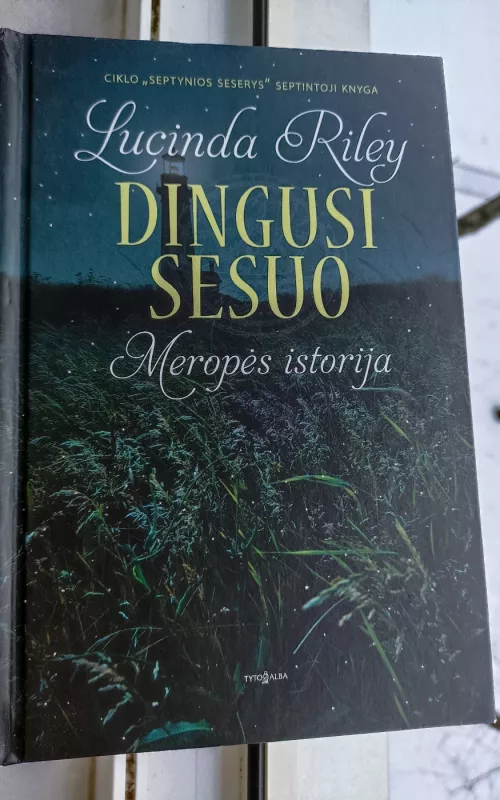 CIKLO „SEPTYNIOS SESERYS“ SEPTINTOJI KNYGA
Lucinda Riley
DINGUSI
SESUO
Meropės istorija
TYTO ALBA